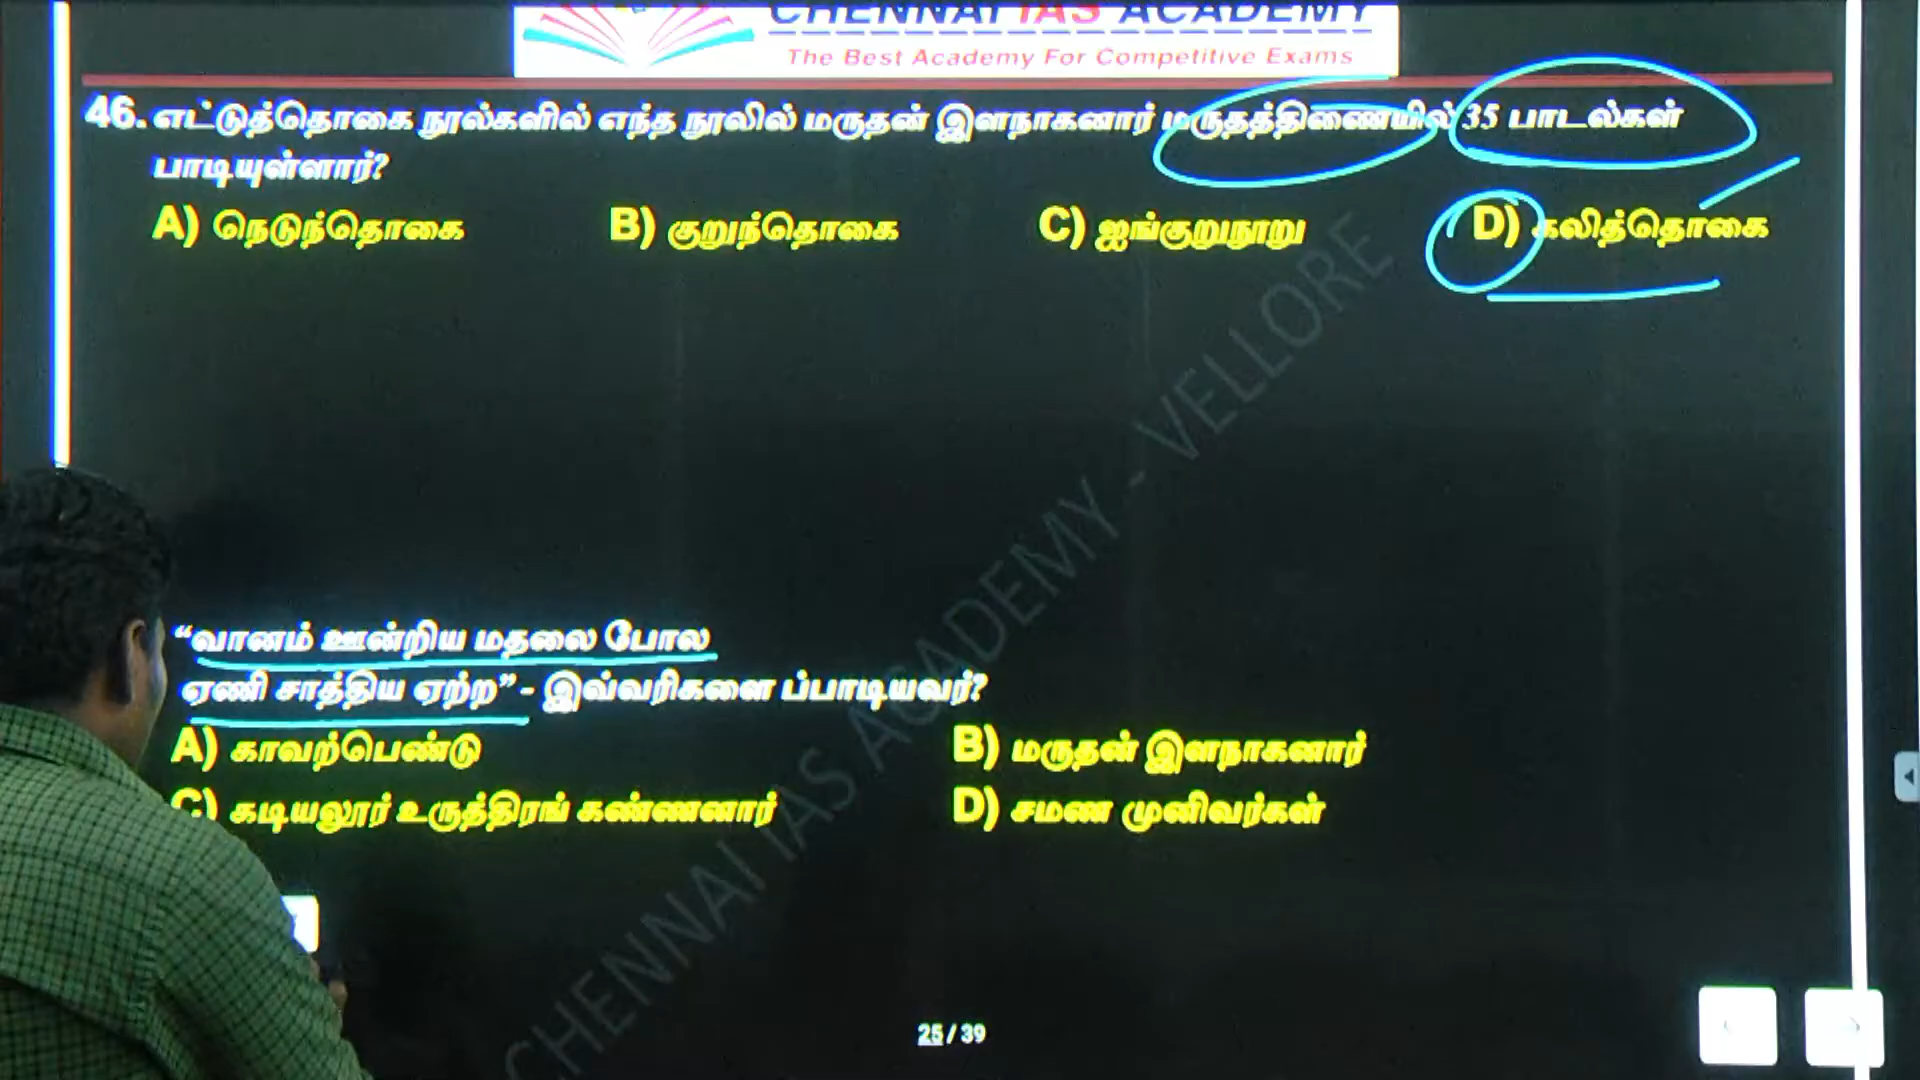 CHENNAI IAS ACADEMY
The Best Academy For Competitive Exams
46. எட்டுத்தொகை நூல்களில் எந்த நூலில் மருதன் இளநாகனார் மருதத்திணையில் 35 பாடல்கள்
பாடியுள்ளார்?
A) நெடுந்தொகை B) குறுந்தொகை C) ஐங்குறுநூறு D) கலித்தொகை
“வானம் ஊன்றிய மதலை போல
ஏணி சாத்திய ஏற்ற” - இவ்வரிகளை ப்பாடியவர்?
A) காவற்பெண்டு B) மருதன் இளநாகனார்
C) கடியலூர் உருத்திரங் கண்ணனார் D) சமண முனிவர்கள்
CHENNAI IAS ACADEMY - VELLORE
25 / 39